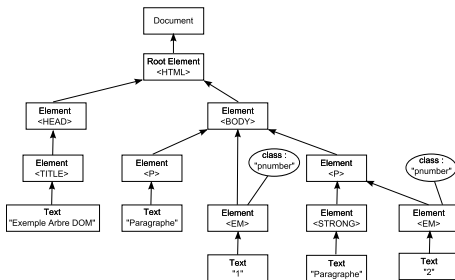 Document
Root Element
<HTML>
Element
<HEAD>
Element
<BODY>
class :
"pnumber"
class :
"pnumber"
Element
<TITLE>
Element
<P>
Element
<P>
Text
"Exemple Arbre DOM"
Text
"Paragraphe"
Element
<EM>
Element
<STRONG>
Element
<EM>
Text
"1"
Text
"Paragraphe"
Text
"2"